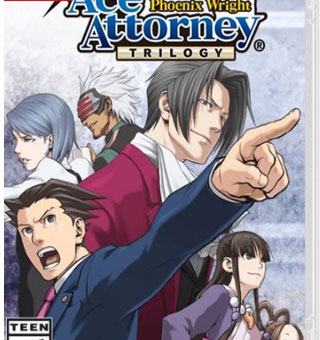 Ace
Phoenix Wright
Attorney®
TRILOGY
TEEN